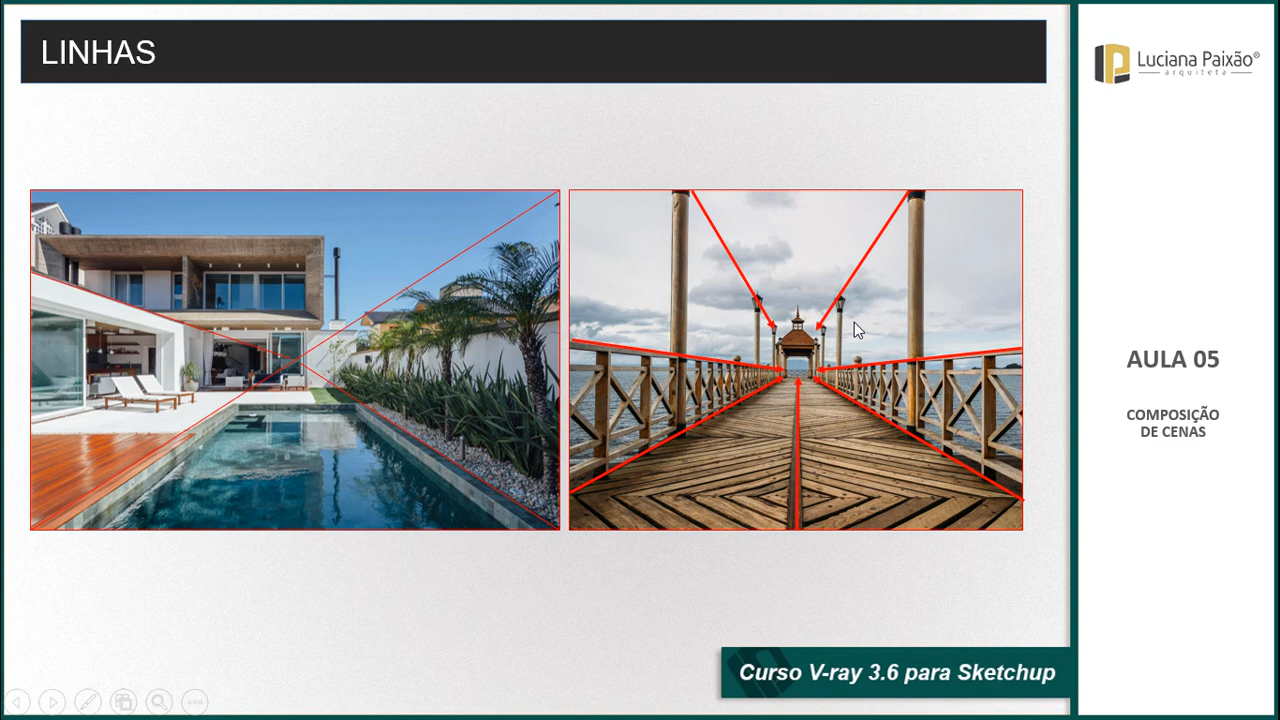 LINHAS
Luciana Paixão®
arquiteta
AULA 05
COMPOSIÇÃO
DE CENAS
Curso V-ray 3.6 para Sketchup